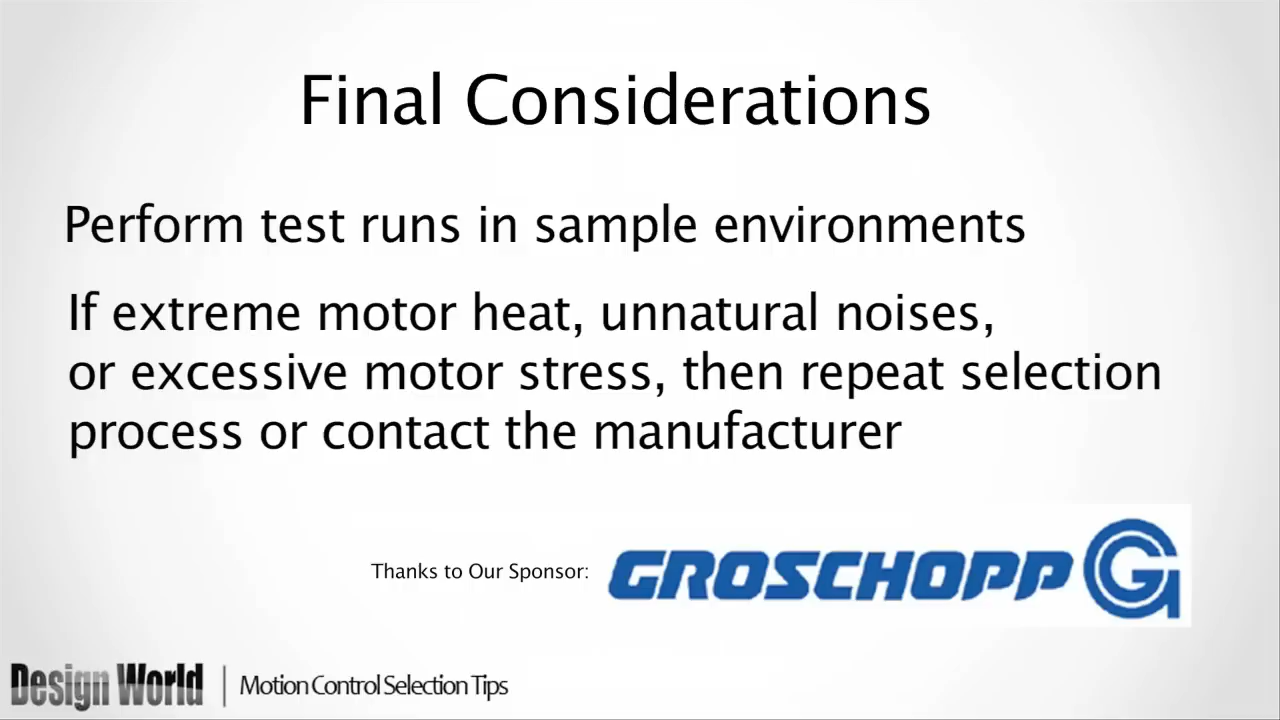 Final Considerations
Perform test runs in sample environments
If extreme motor heat, unnatural noises,
or excessive motor stress, then repeat selection
process or contact the manufacturer
Thanks to Our Sponsor: GROSCHOPP G
Design World | Motion Control Selection Tips